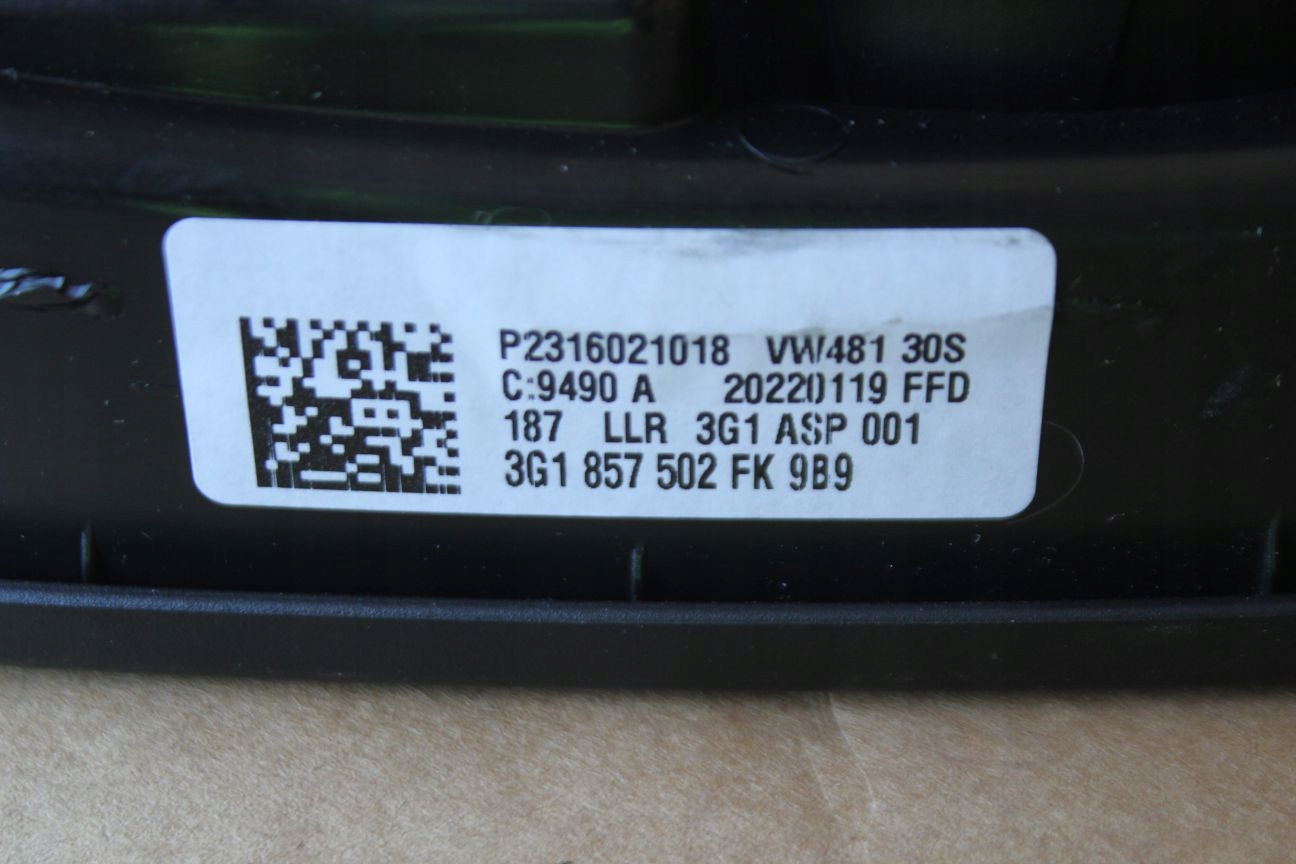 P2316021018 VW481 30S
C:9490 A 20220119 FFD
187 LLR 3G1 ASP 001
3G1 857 502 FK 9B9